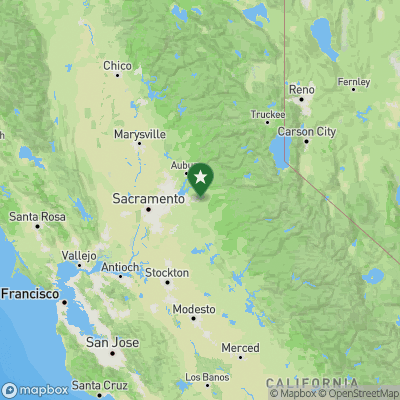 Chico
Reno
Fernley
Truckee
Carson City
Marysville
Sacramento
Santa Rosa
Vallejo
Antioch
Stockton
Francisco
Modesto
San Jose
Merced
Los Banos
Santa Cruz
CALIFORNIA
mapbox
© Mapbox © OpenStreetMap